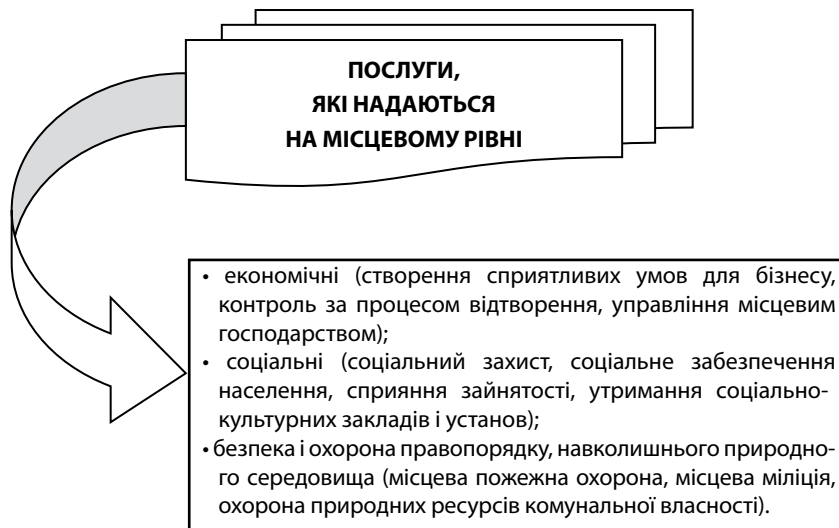 ПОСЛУГИ,
ЯКІ НАДАЮТЬСЯ
НА МІСЦЕВОМУ РІВНІ
• економічні (створення сприятливих умов для бізнесу,
контроль за процесом відтворення, управління місцевим
господарством);
• соціальні (соціальний захист, соціальне забезпечення
населення, сприяння зайнятості, утримання соціально-
культурних закладів і установ);
• безпека і охорона правопорядку, навколишнього природно-
го середовища (місцева пожежна охорона, місцева міліція,
охорона природних ресурсів комунальної власності).